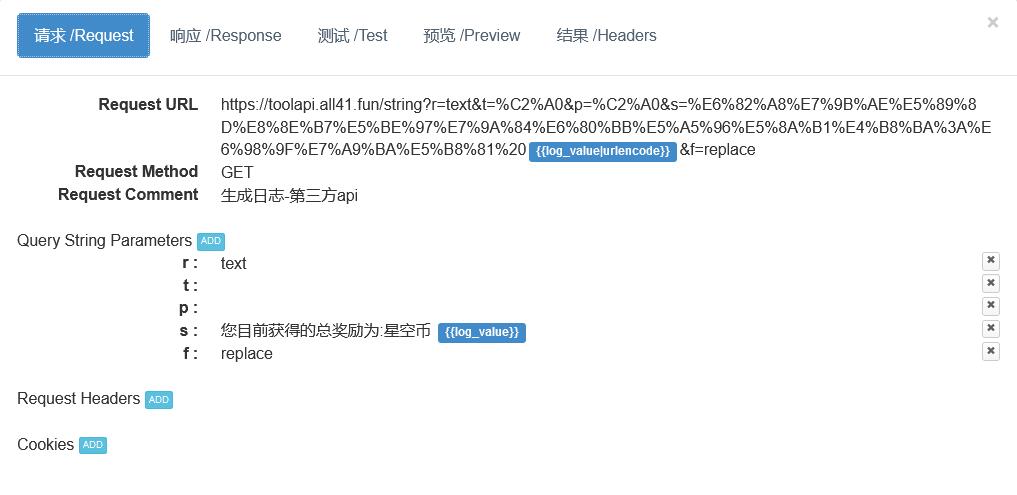 请求 /Request 响应 /Response 测试 /Test 预览 /Preview 结果 /Headers ×
Request URL https://toolapi.all41.fun/string?r=text&t=%C2%A0&p=%C2%A0&s=%E6%82%A8%E7%9B%AE%E5%89%8
D%E8%8E%B7%E5%BE%97%E7%9A%84%E6%80%BB%E5%A5%96%E5%8A%B1%E4%B8%BA%3A%E
6%98%9F%E7%A9%BA%E5%B8%81%20 {{log_value|urlencode}} &f=replace
Request Method GET
Request Comment 生成日志-第三方api
Query String Parameters ADD
r : text ✖
t : ✖
p : ✖
s : 您目前获得的总奖励为:星空币 {{log_value}} ✖
f : replace ✖
Request Headers ADD
Cookies ADD